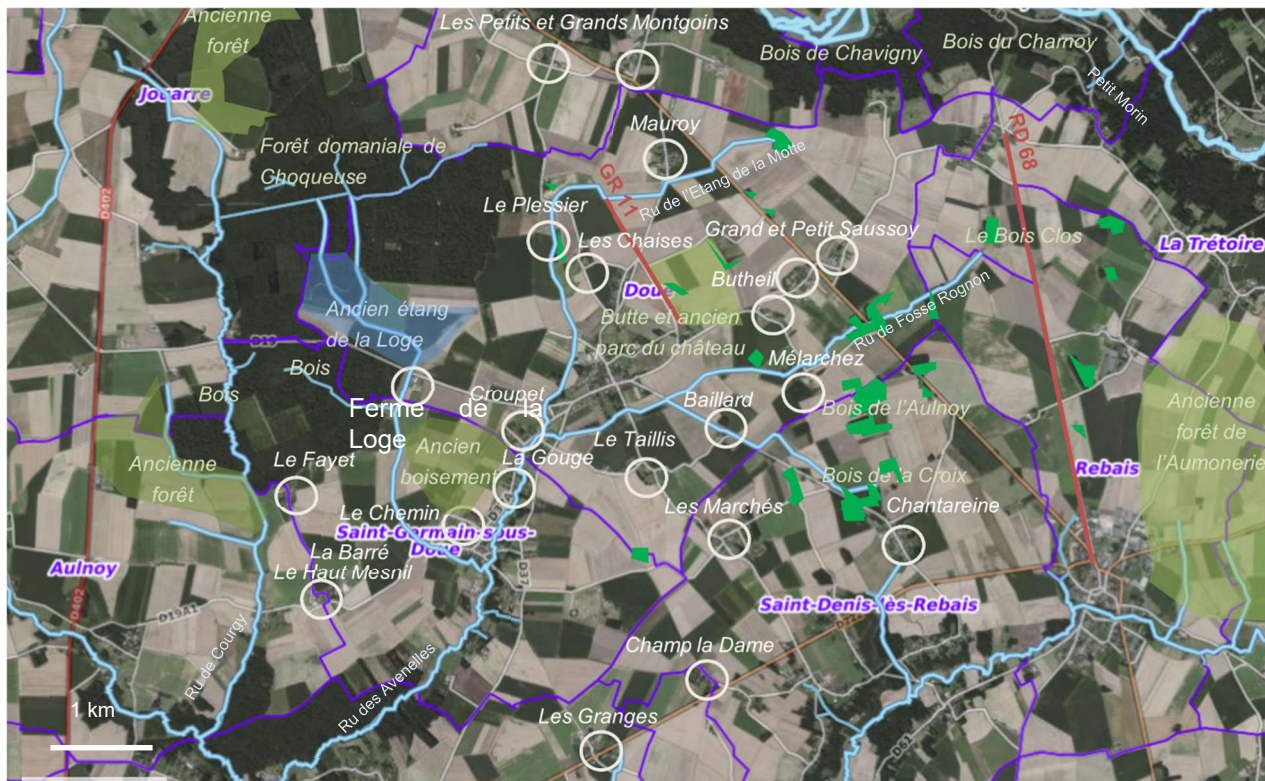 Ancienne
forêt
Les Petits et Grands Montgoins
Bois de Chavigny
Bois du Charnoy
Petit Morin
Jouarre
Mauroy
RD 68
Forêt domaniale de
Choqueuse
D402
GR 11
Ru de l'Etang de la Motte
Le Plessier
Les Chaises
Grand et Petit Saussoy
Le Bois Clos
La Trétoire
Doue
Butheil
Ancien étang
de la Loge
Butte et ancien
parc du château
Ru de Fosse Rognon
D19
Bois
Bois
Mélarchez
Croupet
Ferme de la
Loge
Baillard
Bois de l'Aulnoy
Ancienne
forêt de
l'Aumonerie
Le Fayet
Ancien
boisement
La Gouge
Le Taillis
Ancienne
forêt
Bois de la Croix
Rebais
Le Chemin
Les Marchés
Chantareine
Saint-Germain-sous-
Doue
La Barré
Le Haut Mesnil
Aulnoy
D37
D402
D19A1
Saint-Denis-lès-Rebais
D222
Ru de Courgy
Ru des Avenelles
Champ la Dame
1 km
Les Granges
D61